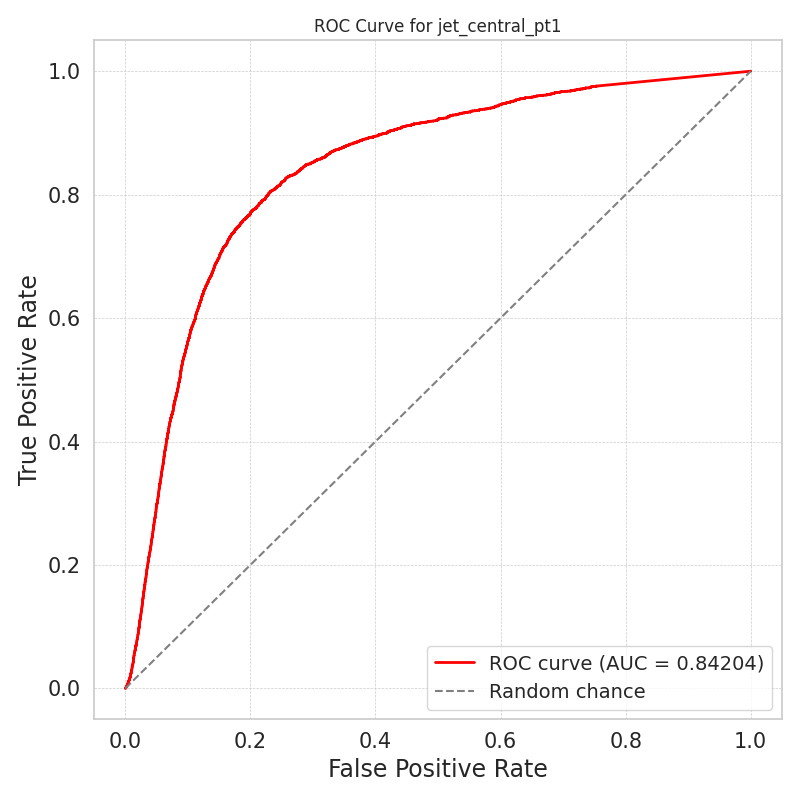 ROC Curve for jet_central_pt1
1.0
0.8
0.6
0.4
0.2
0.0
True Positive Rate
ROC curve (AUC = 0.84204)
Random chance
0.0 0.2 0.4 0.6 0.8 1.0
False Positive Rate